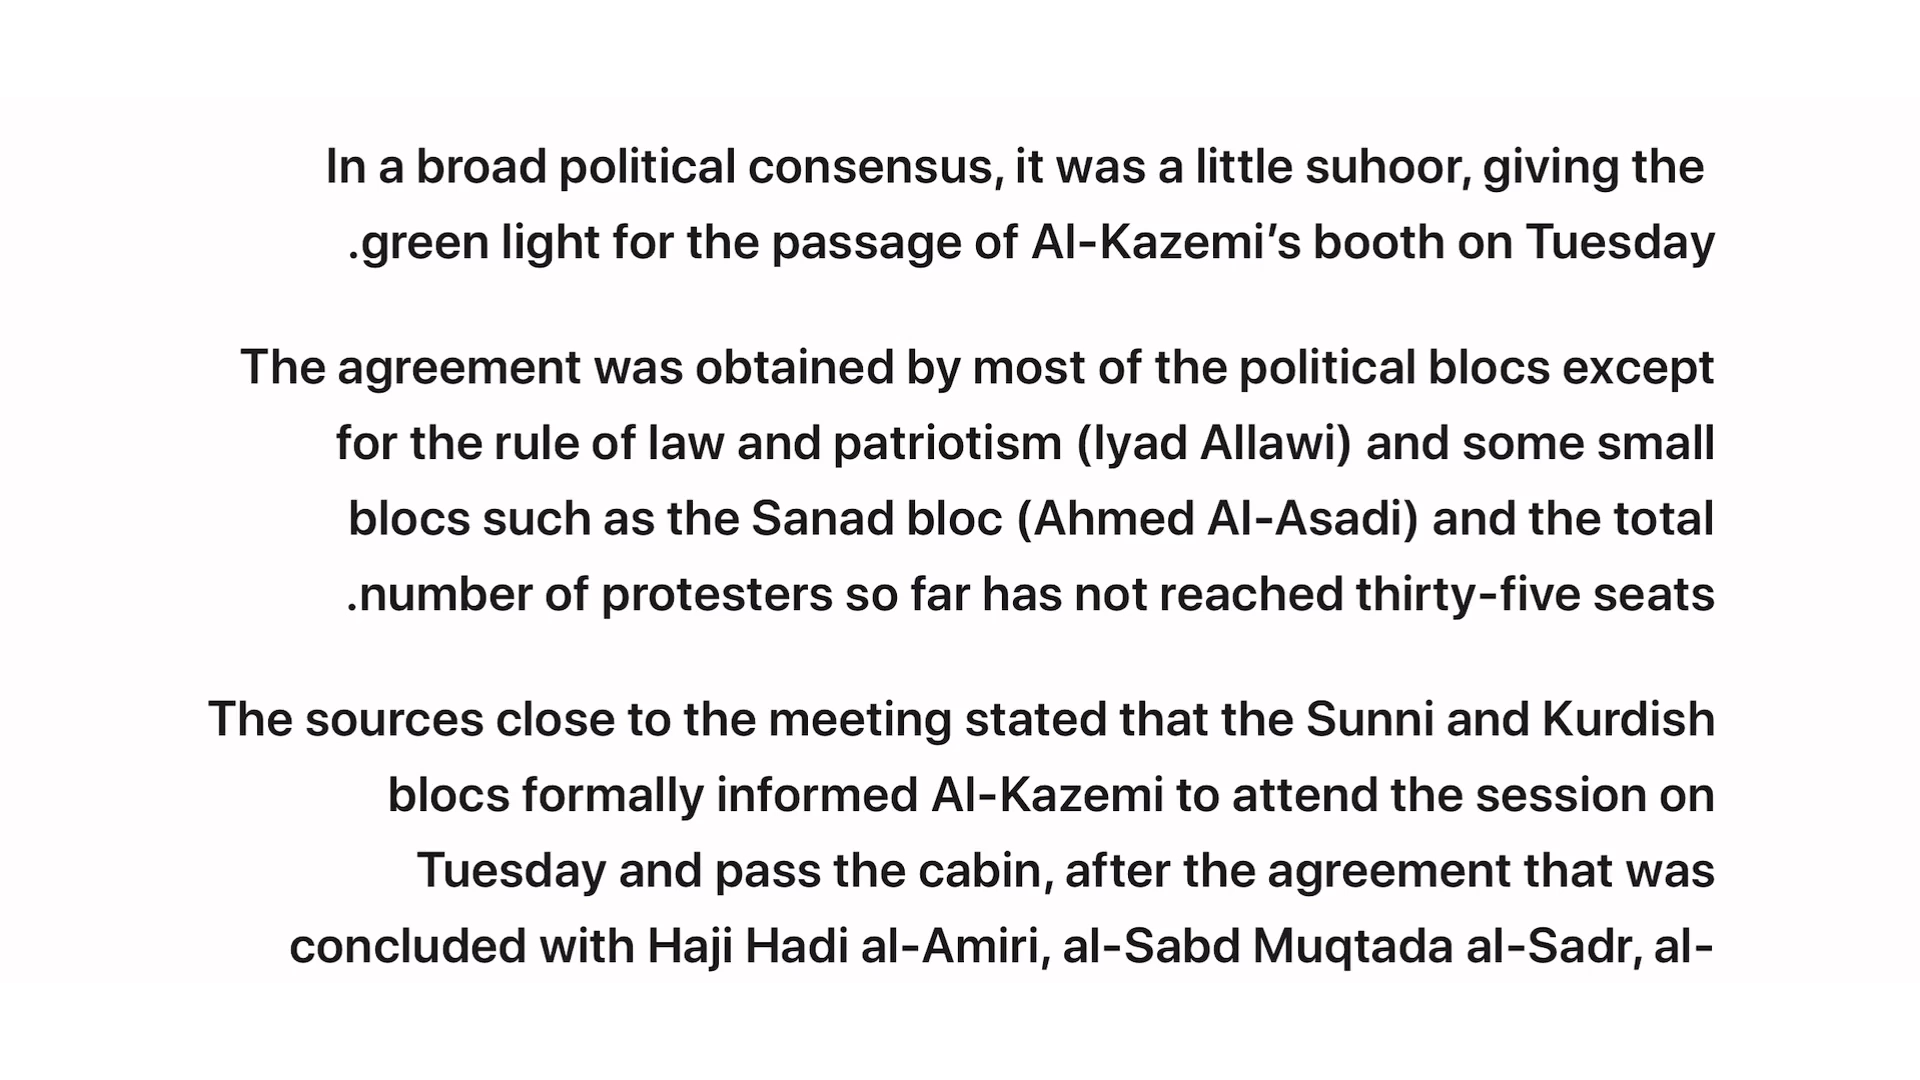 In a broad political consensus, it was a little suhoor, giving the
.green light for the passage of Al-Kazemi’s booth on Tuesday
The agreement was obtained by most of the political blocs except
for the rule of law and patriotism (Iyad Allawi) and some small
blocs such as the Sanad bloc (Ahmed Al-Asadi) and the total
.number of protesters so far has not reached thirty-five seats
The sources close to the meeting stated that the Sunni and Kurdish
blocs formally informed Al-Kazemi to attend the session on
Tuesday and pass the cabin, after the agreement that was
concluded with Haji Hadi al-Amiri, al-Sabd Muqtada al-Sadr, al-